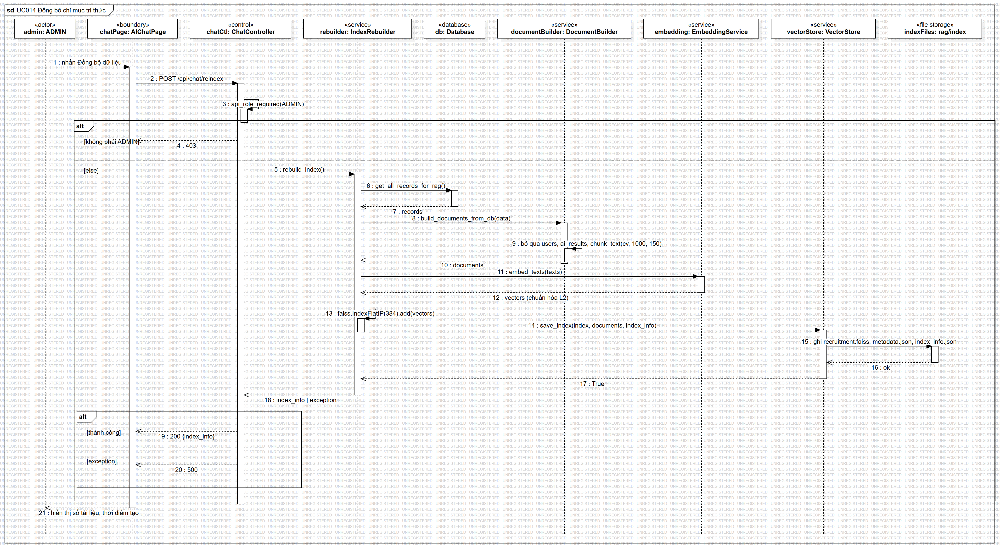 sd UC014 Đồng bộ chỉ mục tri thức
«actor»
admin: ADMIN
«boundary»
chatPage: AIChatPage
«control»
chatCtl: ChatController
«service»
rebuilder: IndexRebuilder
«database»
db: Database
«service»
documentBuilder: DocumentBuilder
«service»
embedding: EmbeddingService
«service»
vectorStore: VectorStore
«file storage»
indexFiles: rag/index
1 : nhấn Đồng bộ dữ liệu
2 : POST /api/chat/reindex
3 : api_role_required(ADMIN)
alt
[không phải ADMIN]
4 : 403
[else]
5 : rebuild_index()
6 : get_all_records_for_rag()
7 : records
8 : build_documents_from_db(data)
9 : bỏ qua users, ai_results; chunk_text(cv, 1000, 150)
10 : documents
11 : embed_texts(texts)
12 : vectors (chuẩn hóa L2)
13 : faiss.IndexFlatIP(384).add(vectors)
14 : save_index(index, documents, index_info)
15 : ghi recruitment.faiss, metadata.json, index_info.json
16 : ok
17 : True
18 : index_info | exception
alt
[thành công]
19 : 200 {index_info}
[exception]
20 : 500
21 : hiển thị số tài liệu, thời điểm tạo
UNREGISTERED